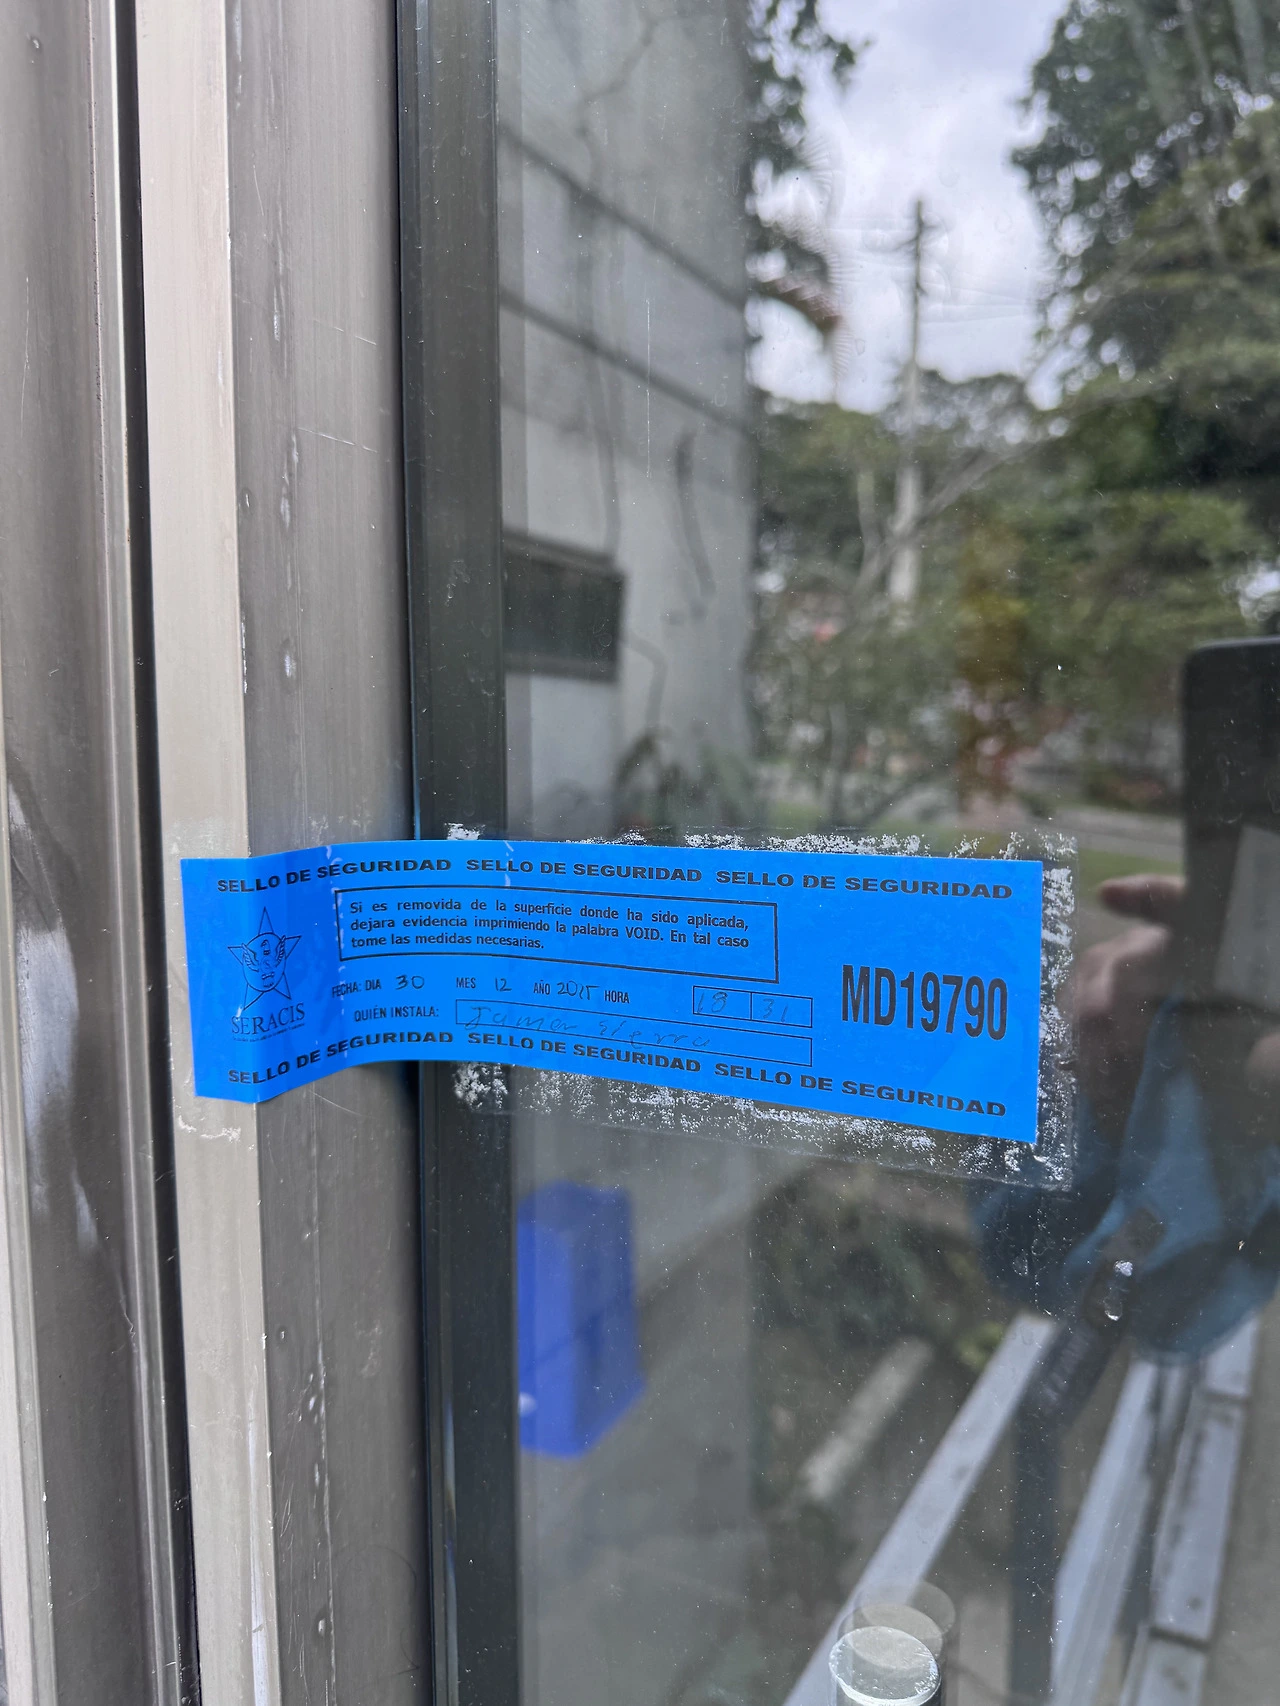 SELLO DE SEGURIDAD SELLO DE SEGURIDAD SELLO DE SEGURIDAD
Si es removida de la superficie donde ha sido aplicada,
dejara evidencia imprimiendo la palabra VOID. En tal caso
tome las medidas necesarias.
SERACIS
FECHA: DIA 30 MES 12 AÑO 2025 HORA 18 31
QUIÉN INSTALA: sierra
MD19790
SELLO DE SEGURIDAD SELLO DE SEGURIDAD SELLO DE SEGURIDAD